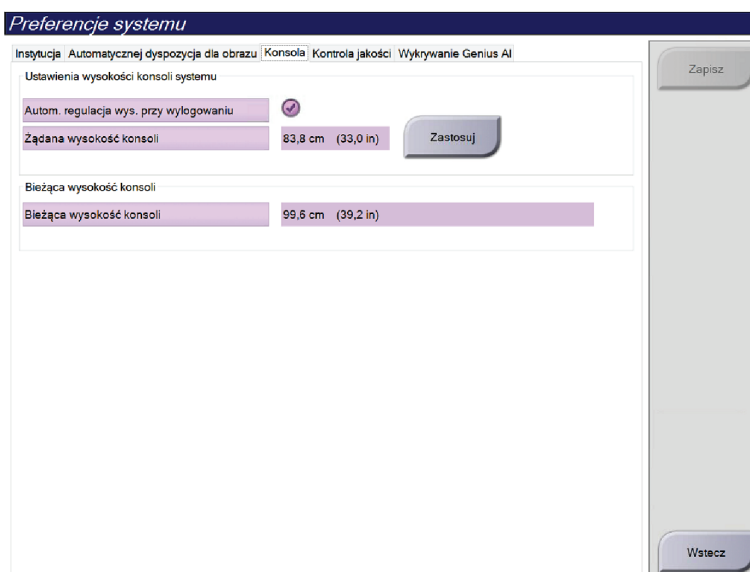 Preferencje systemu
Instytucja Automatycznej dyspozycja dla obrazu Konsola Kontrola jakości Wykrywanie Genius AI
Zapisz
Ustawienia wysokości konsoli systemu
Autom. regulacja wys. przy wylogowaniu
Żądana wysokość konsoli 83,8 cm (33,0 in) Zastosuj
Bieżąca wysokość konsoli
Bieżąca wysokość konsoli 99,6 cm (39,2 in)
Wstecz